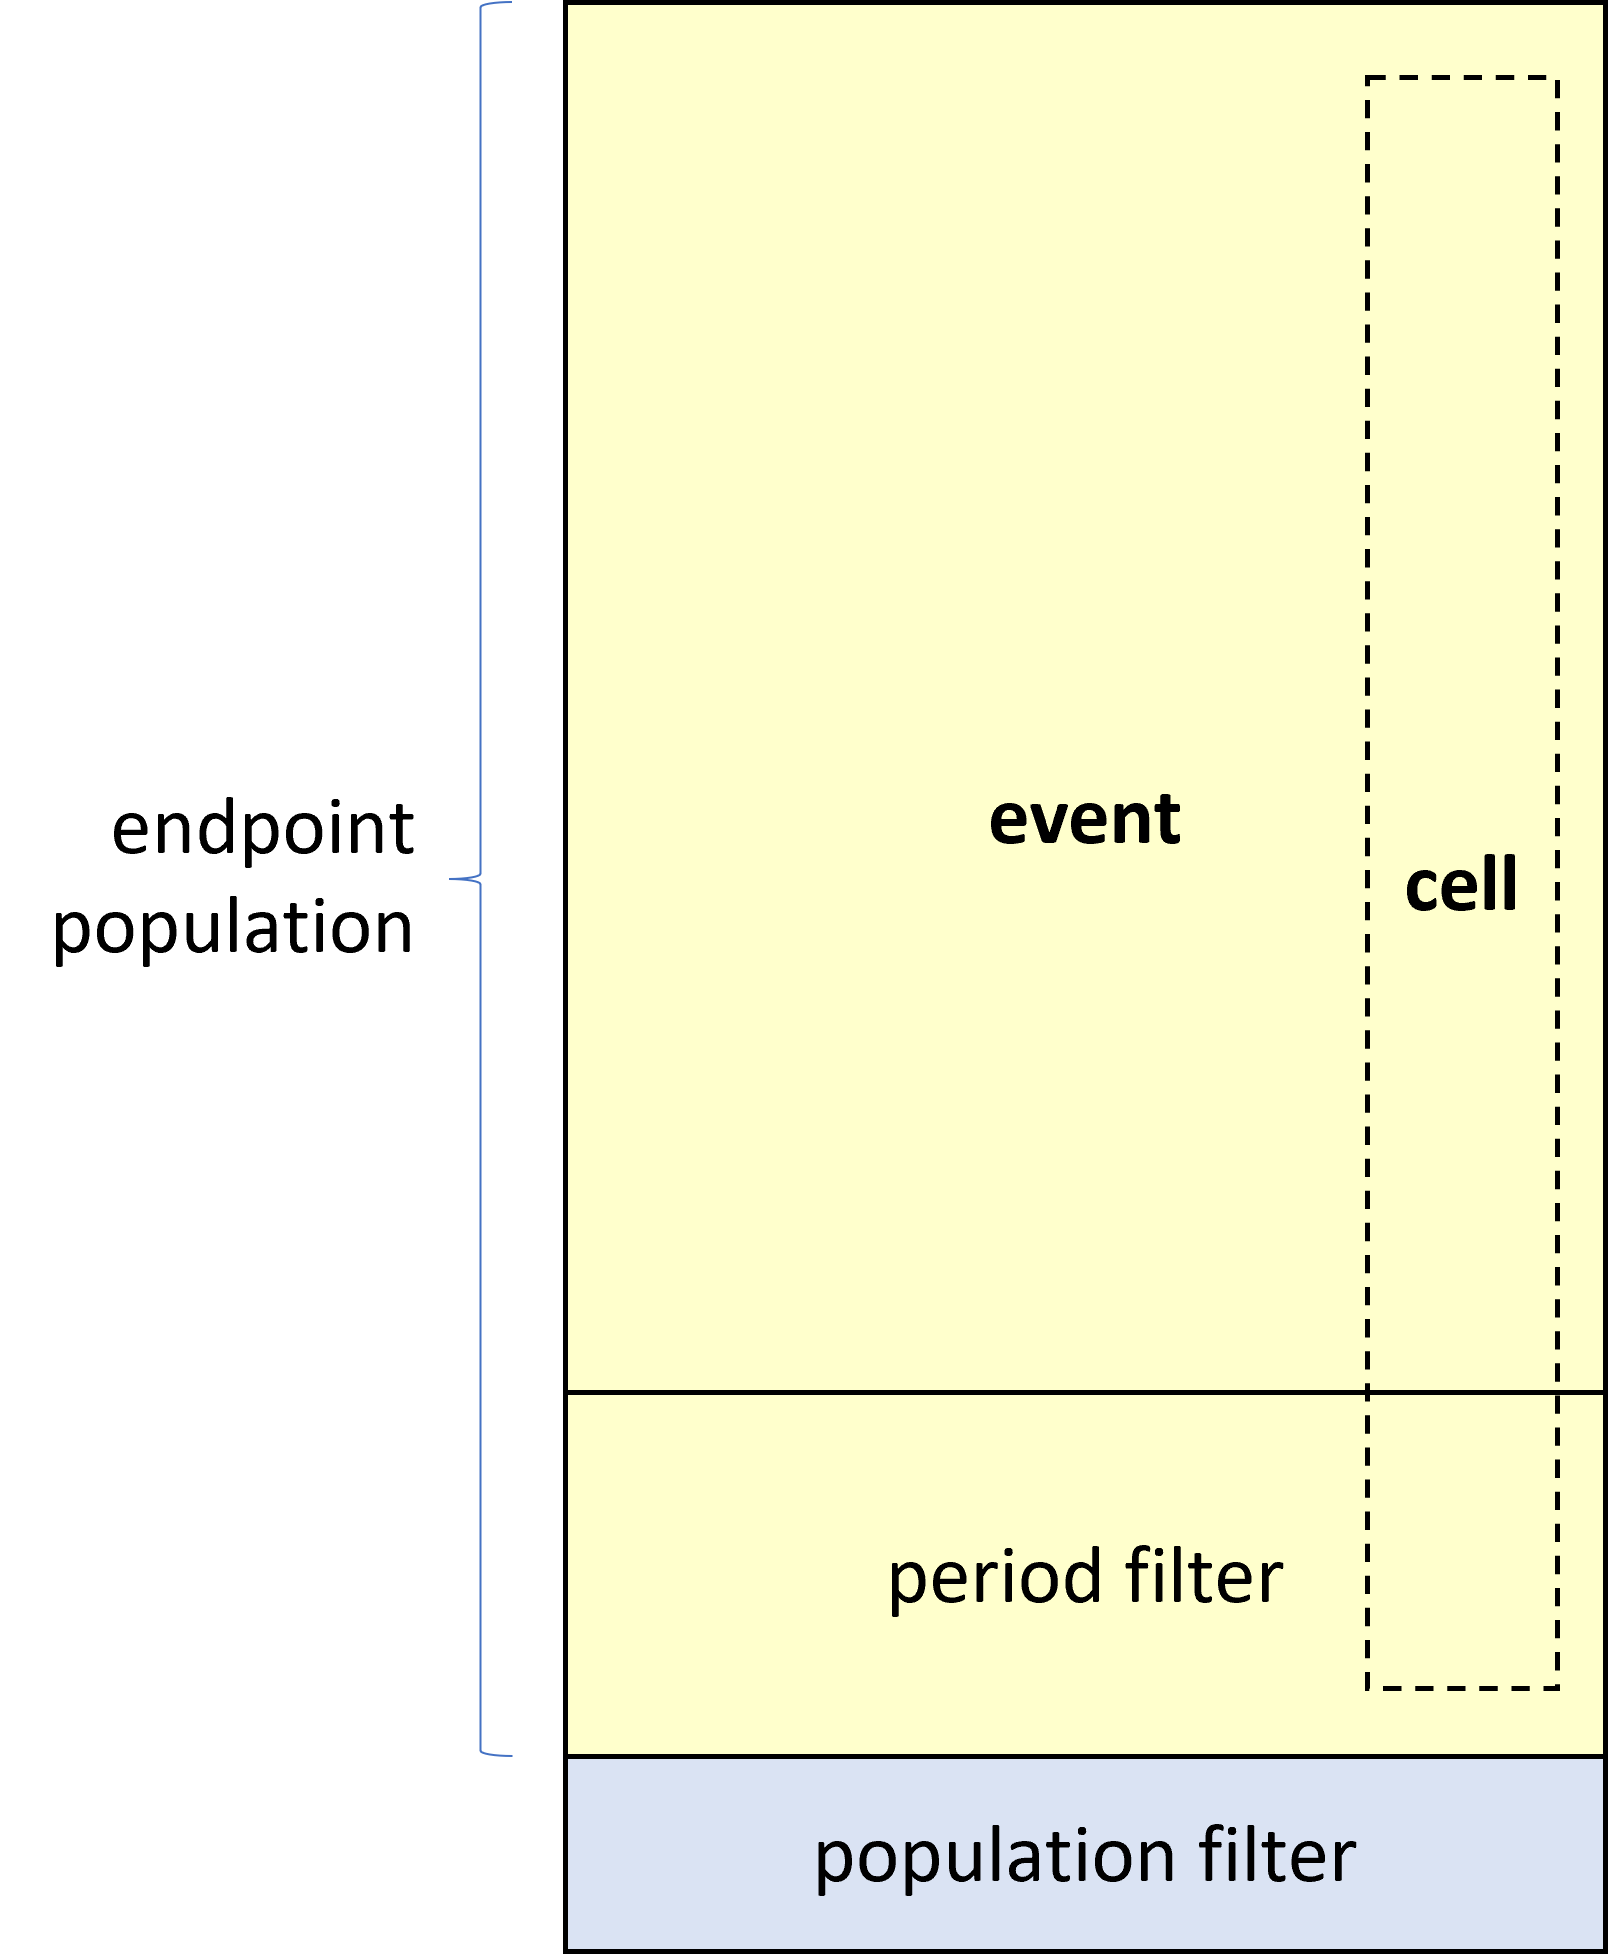 endpoint
population
event
cell
period filter
population filter